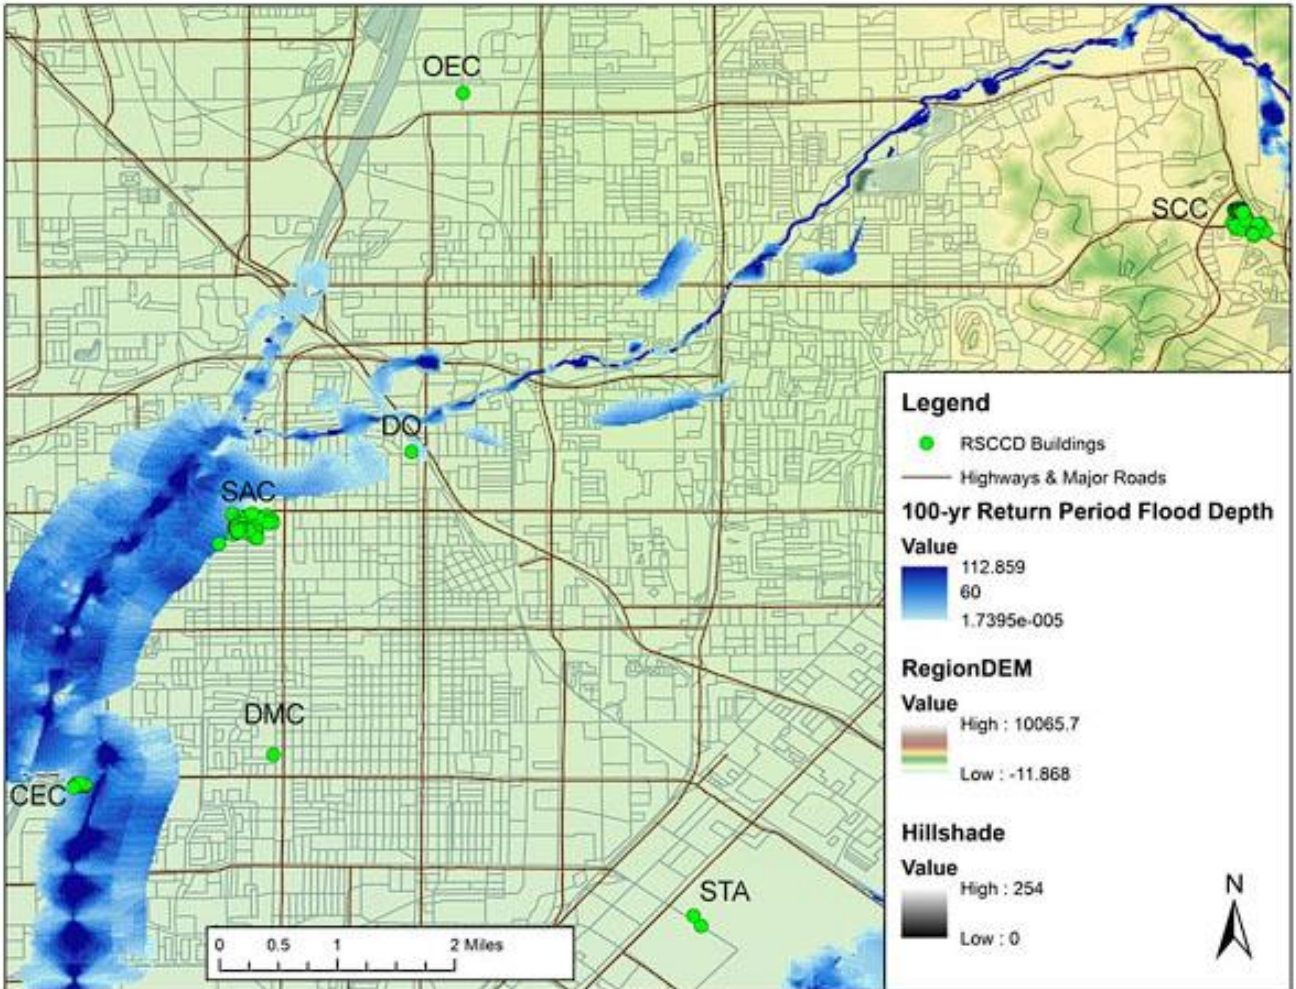 OEC
SCC
DO
SAC
DMC
CEC
STA
0 0.5 1 2 Miles
Legend
RSCCD Buildings
Highways & Major Roads
100-yr Return Period Flood Depth
Value
112.859
60
1.7395e-005
RegionDEM
Value
High : 10065.7
Low : -11.868
Hillshade
Value
High : 254
Low : 0
N